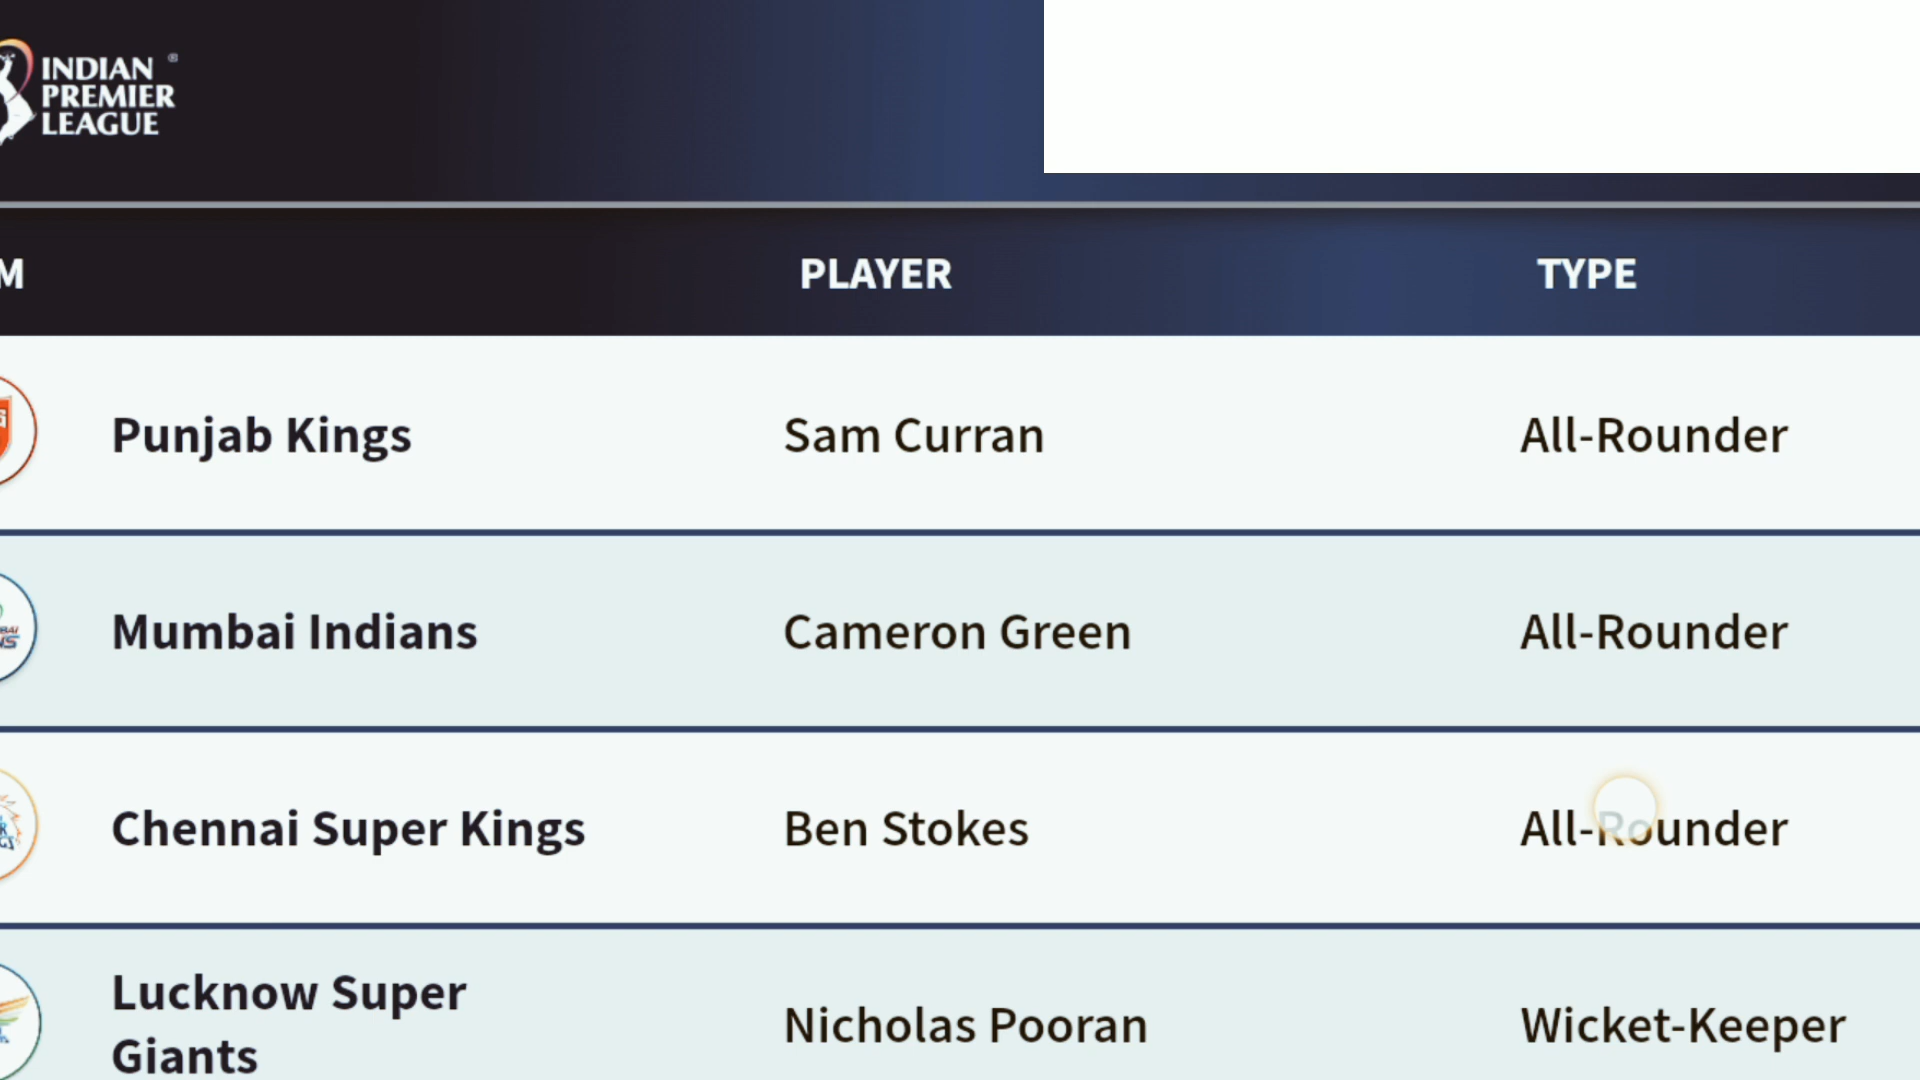 INDIAN
PREMIER
LEAGUE
M PLAYER TYPE
Punjab Kings Sam Curran All-Rounder
Mumbai Indians Cameron Green All-Rounder
Chennai Super Kings Ben Stokes All-Rounder
Lucknow Super
Giants Nicholas Pooran Wicket-Keeper